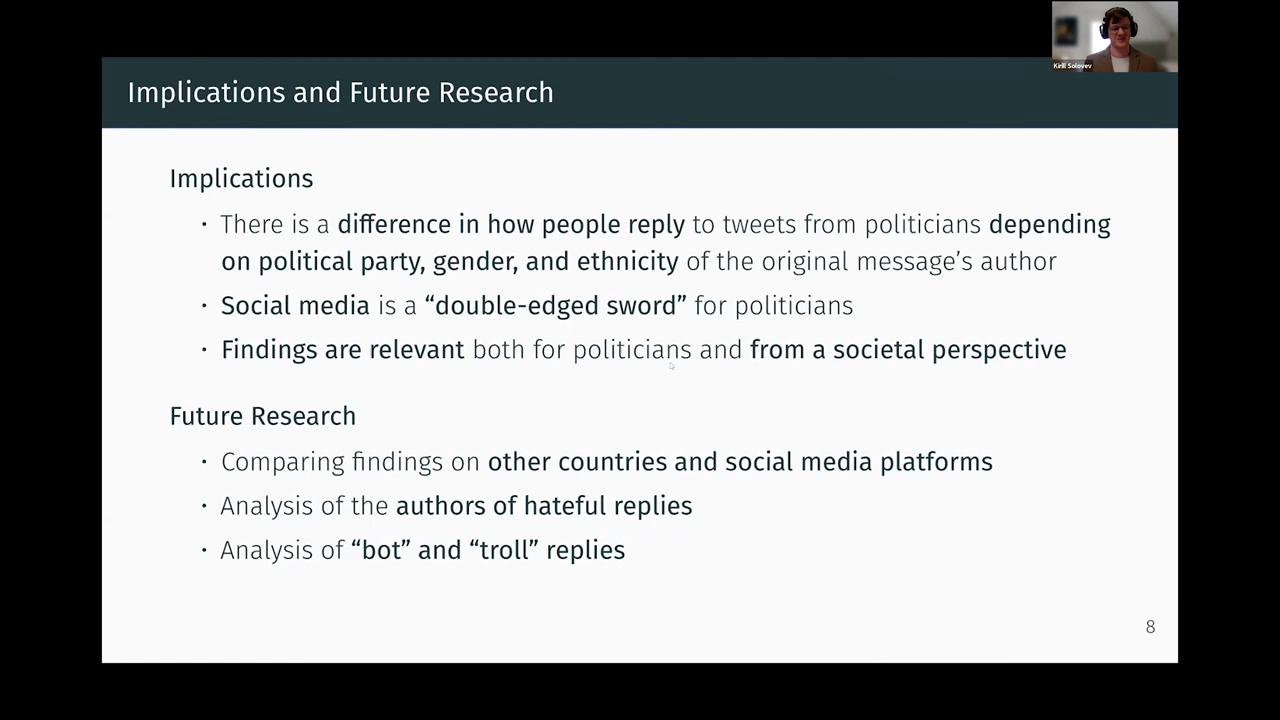 Kirill Solovev
Implications and Future Research
Implications
• There is a difference in how people reply to tweets from politicians depending
on political party, gender, and ethnicity of the original message’s author
• Social media is a “double-edged sword” for politicians
• Findings are relevant both for politicians and from a societal perspective
Future Research
• Comparing findings on other countries and social media platforms
• Analysis of the authors of hateful replies
• Analysis of “bot” and “troll” replies
8